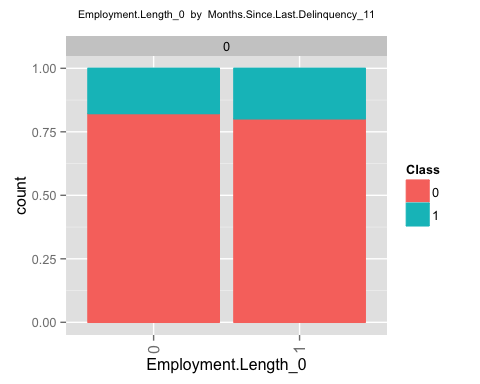 Employment.Length_0 by Months.Since.Last.Delinquency_11
0
1.00
0.75
0.50
0.25
0.00
count
0
1
Employment.Length_0
Class
0
1